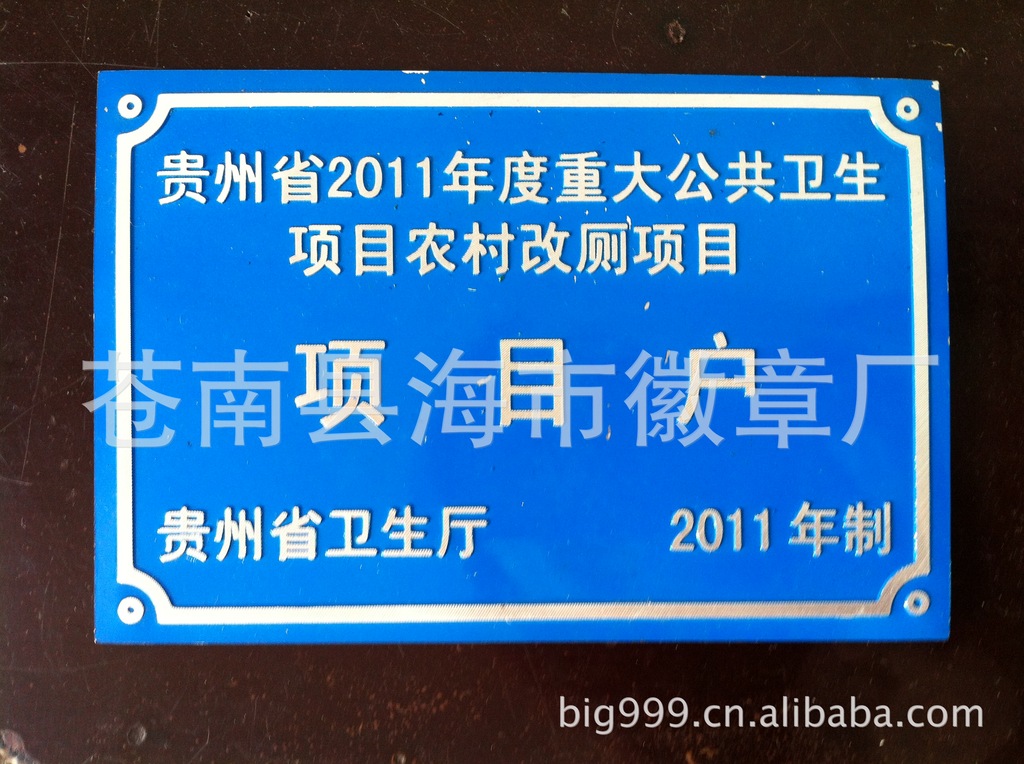 贵州省2011年度重大公共卫生
项目农村改厕项目
项目户
苍南县海市徽章厂
贵州省卫生厅 2011年制
big999.cn.alibaba.com